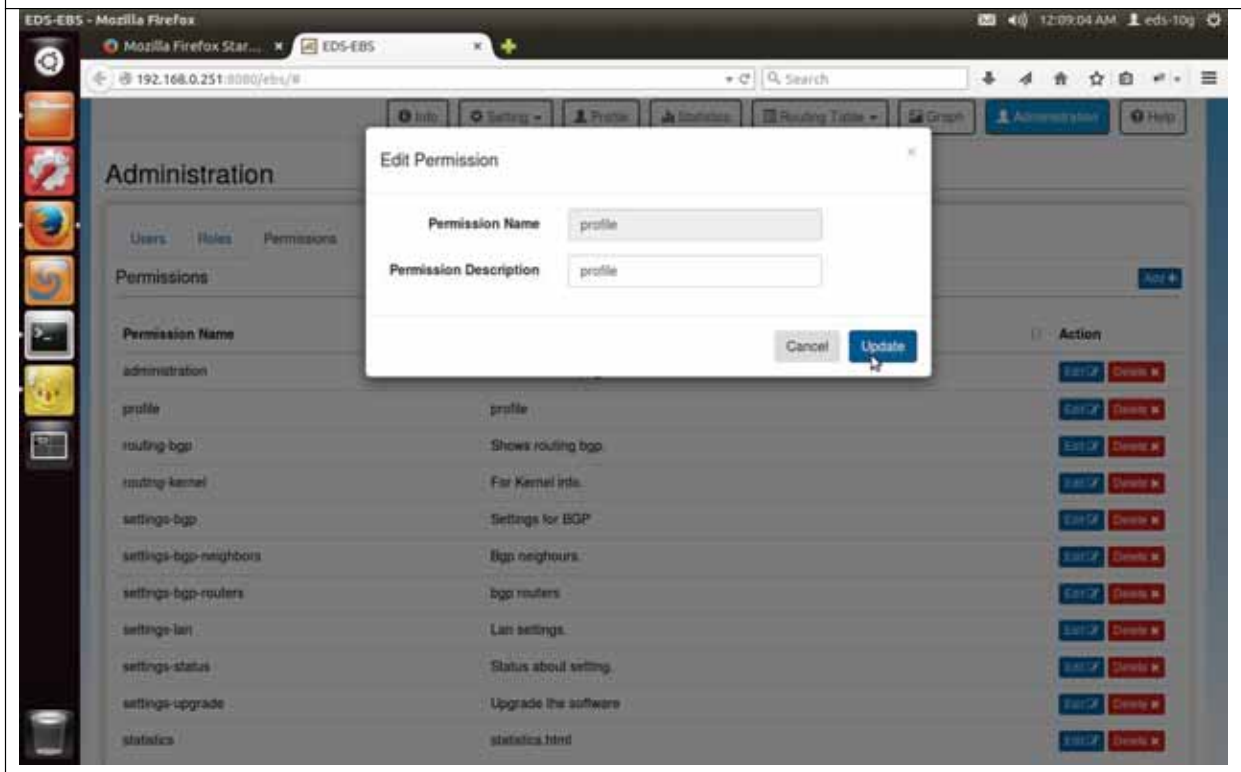 EDS-EBS - Mozilla Firefox
12:09:04 AM eds-10g
Mozilla Firefox Star... EDS-EBS
192.168.0.251:8080/ebs/# Search
Info Setting Profile Statistics Routing Table Graph Administration Help
Administration
Edit Permission
Users Roles Permissions
Permission Name profile
Permission Description profile
Permissions Add
Cancel Update
Permission Name Action
administration Edit Delete
profile profile Edit Delete
routing-bgp Shows routing bgp. Edit Delete
routing-kernel For Kernel info. Edit Delete
settings-bgp Settings for BGP Edit Delete
settings-bgp-neighbors Bgp neighours. Edit Delete
settings-bgp-routers bgp routers Edit Delete
settings-lan Lan settings. Edit Delete
settings-status Status about setting. Edit Delete
settings-upgrade Upgrade the software Edit Delete
statistics statistics.html Edit Delete